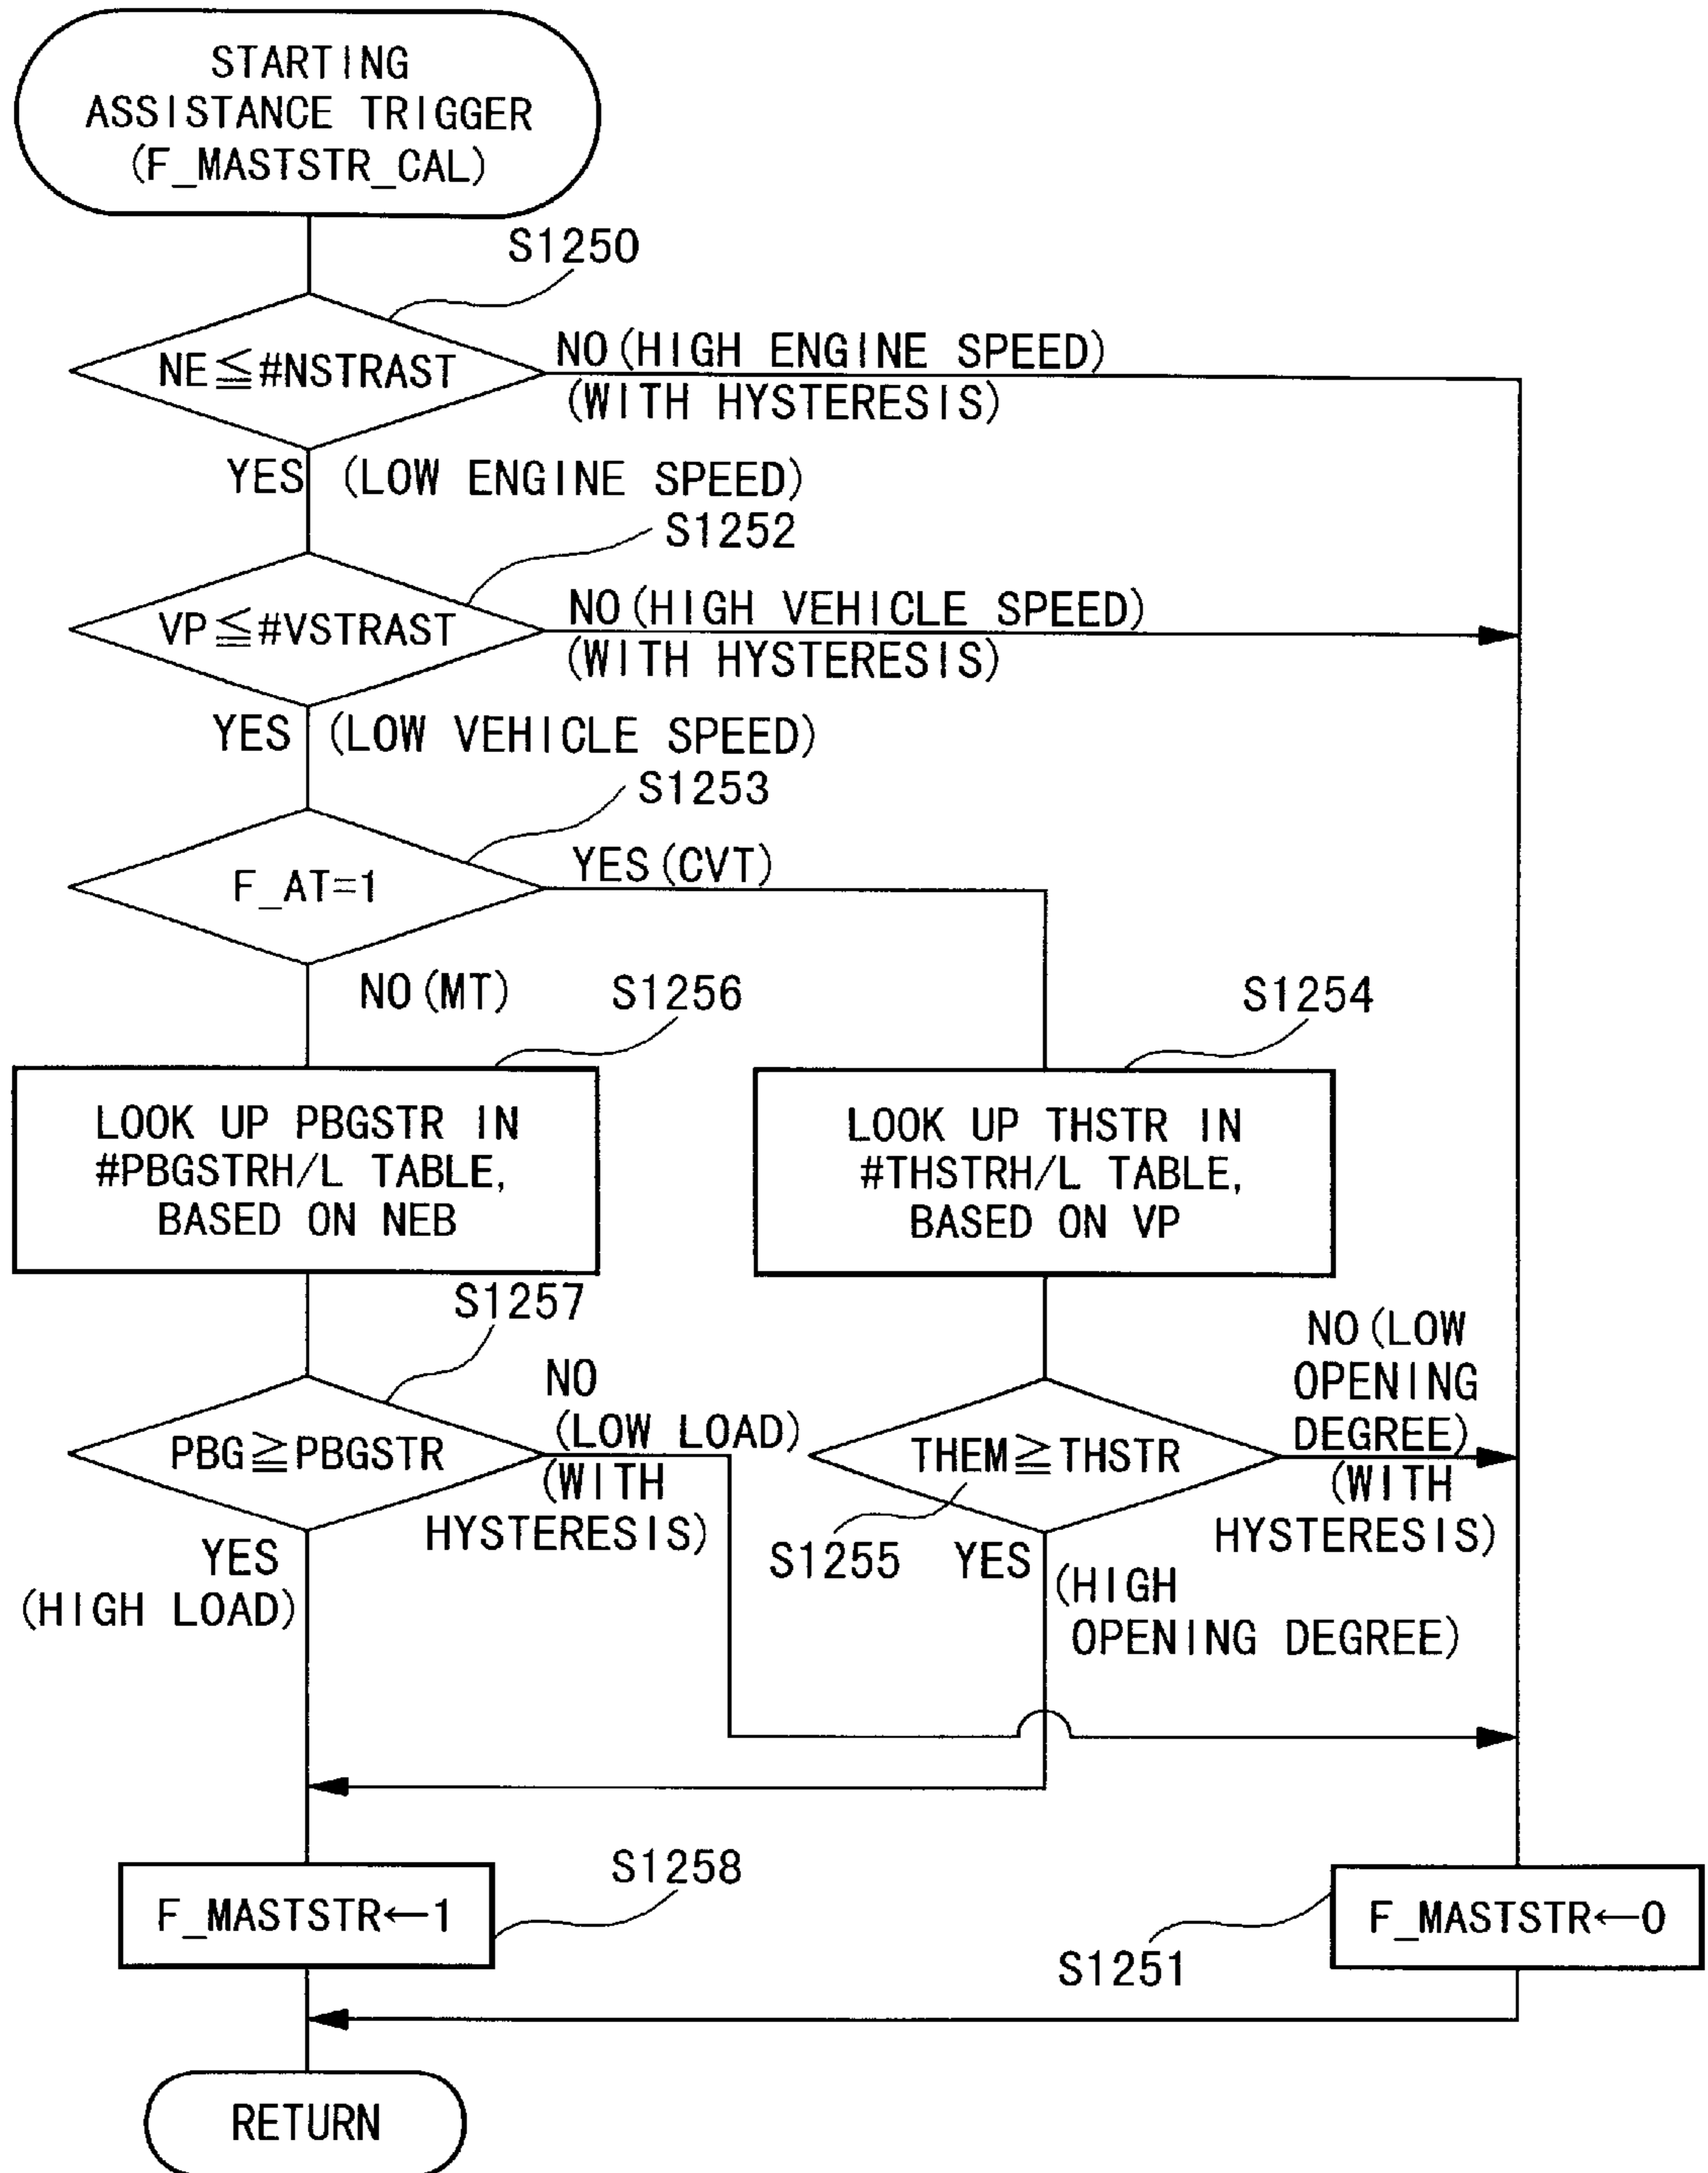 STARTING
ASSISTANCE TRIGGER
(F_MASTSTR_CAL)
S1250
NE≦#NSTRAST
NO(HIGH ENGINE SPEED)
(WITH HYSTERESIS)
YES (LOW ENGINE SPEED)
S1252
VP≦#VSTRAST
NO(HIGH VEHICLE SPEED)
(WITH HYSTERESIS)
YES (LOW VEHICLE SPEED)
S1253
F_AT=1
YES(CVT)
NO(MT)
S1256
S1254
LOOK UP PBGSTR IN
#PBGSTRH/L TABLE,
BASED ON NEB
LOOK UP THSTR IN
#THSTRH/L TABLE,
BASED ON VP
S1257
PBG≧PBGSTR
NO
(LOW LOAD)
(WITH
HYSTERESIS)
YES
(HIGH LOAD)
THEM≧THSTR
S1255
NO(LOW
OPENING
DEGREE)
(WITH
HYSTERESIS)
YES
(HIGH
OPENING DEGREE)
S1258
F_MASTSTR←1
S1251
F_MASTSTR←0
RETURN